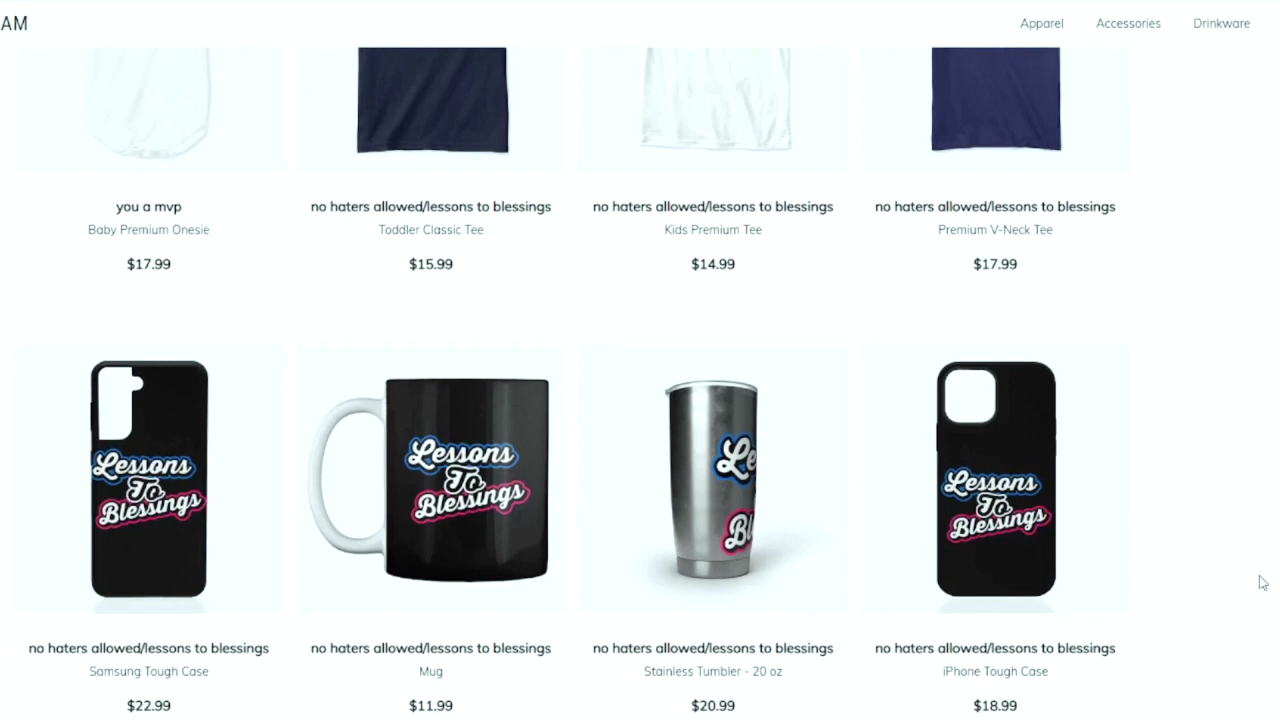 AM
Apparel Accessories Drinkware
you a mvp
Baby Premium Onesie
$17.99
no haters allowed/lessons to blessings
Toddler Classic Tee
$15.99
no haters allowed/lessons to blessings
Kids Premium Tee
$14.99
no haters allowed/lessons to blessings
Premium V-Neck Tee
$17.99
Lessons
To
Blessings
no haters allowed/lessons to blessings
Samsung Tough Case
$22.99
Lessons
To
Blessings
no haters allowed/lessons to blessings
Mug
$11.99
Le
Bl
no haters allowed/lessons to blessings
Stainless Tumbler - 20 oz
$20.99
Lessons
To
Blessings
no haters allowed/lessons to blessings
iPhone Tough Case
$18.99